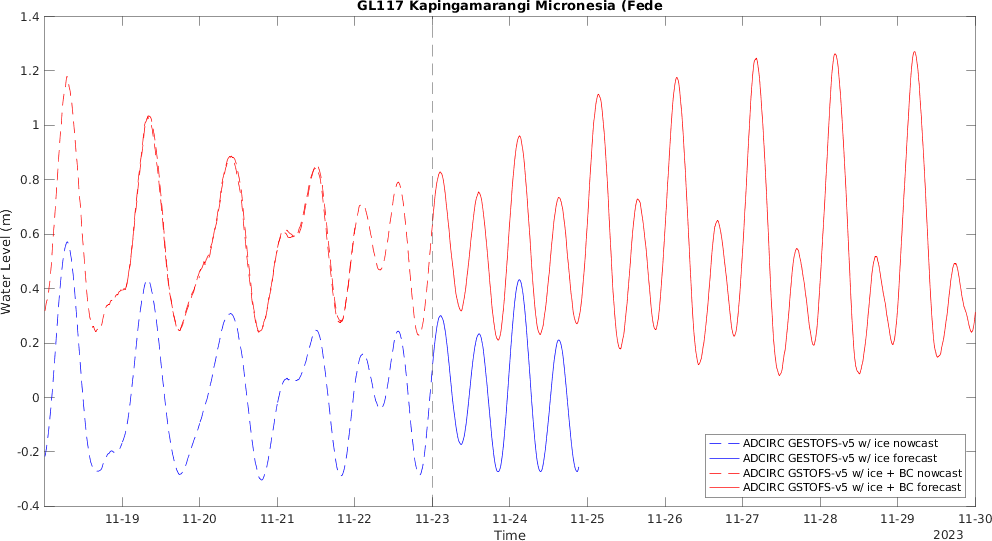 GL117 Kapingamarangi Micronesia (Fede
1.4
1.2
1
0.8
0.6
0.4
0.2
0
-0.2
-0.4
Water Level (m)
11-19 11-20 11-21 11-22 11-23 11-24 11-25 11-26 11-27 11-28 11-29 11-30
2023
Time
ADCIRC GESTOFS-v5 w/ ice nowcast
ADCIRC GESTOFS-v5 w/ ice forecast
ADCIRC GSTOFS-v5 w/ ice + BC nowcast
ADCIRC GSTOFS-v5 w/ ice + BC forecast